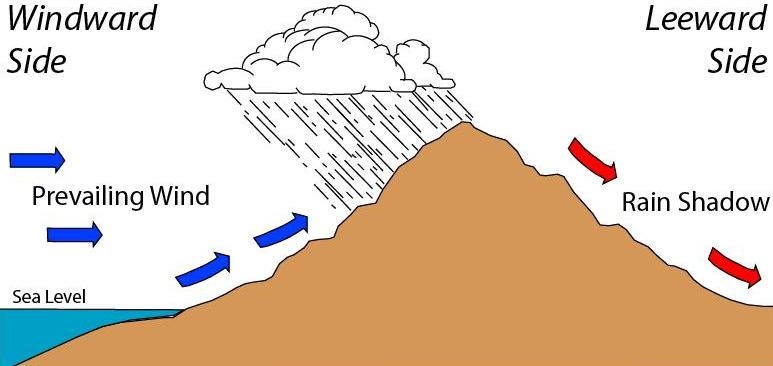 Windward
Side
Leeward
Side
Prevailing Wind
Rain Shadow
Sea Level